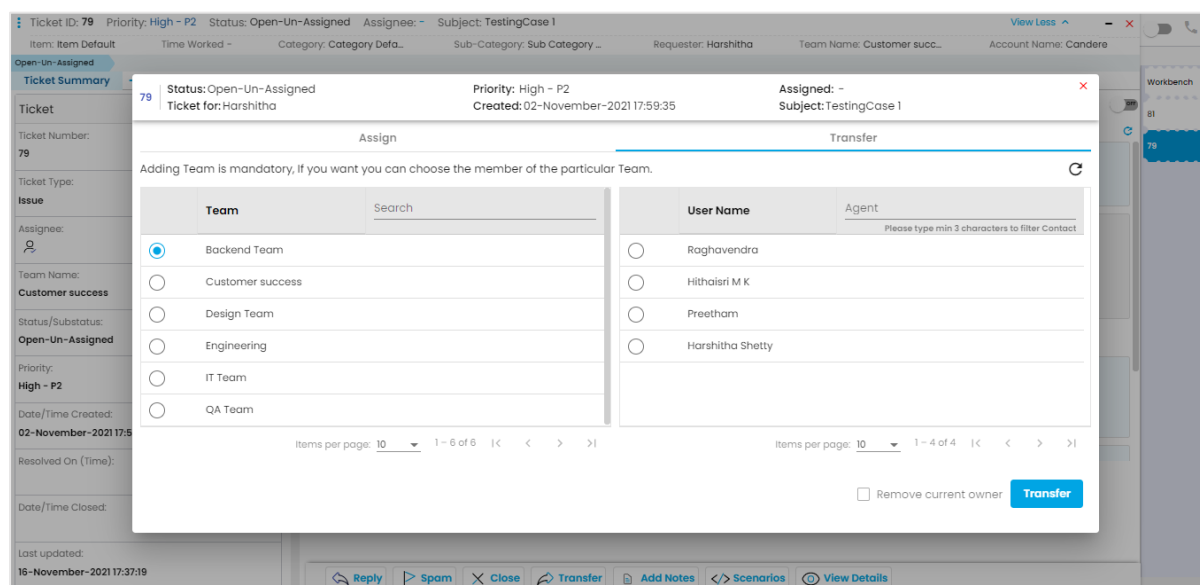 Ticket ID: 79 Priority: High - P2 Status: Open-Un-Assigned Assignee: - Subject: TestingCase 1 View Less
Item: Item Default Time Worked - Category: Category Defa... Sub-Category: Sub Category ... Requester: Harshitha Team Name: Customer succ... Account Name: Candere
Open-Un-Assigned
Ticket Summary
Workbench
81
79
Ticket
OFF
Ticket Number:
79
Ticket Type:
Issue
Assignee:
Team Name:
Customer success
Status/Substatus:
Open-Un-Assigned
Priority:
High - P2
Date/Time Created:
02-November-2021 17:5
Resolved On (Time):
Date/Time Closed:
Last updated:
16-November-2021 17:37:19
79 Status: Open-Un-Assigned Priority: High - P2 Assigned: -
Ticket for: Harshitha Created: 02-November-2021 17:59:35 Subject: TestingCase 1
Assign Transfer
Adding Team is mandatory, If you want you can choose the member of the particular Team.
Team Search
Backend Team
Customer success
Design Team
Engineering
IT Team
QA Team
Items per page: 10 1 - 6 of 6
User Name Agent
Please type min 3 characters to filter Contact
Raghavendra
Hithaisri M K
Preetham
Harshitha Shetty
Items per page: 10 1 - 4 of 4
Remove current owner Transfer
Reply Spam Close Transfer Add Notes Scenarios View Details